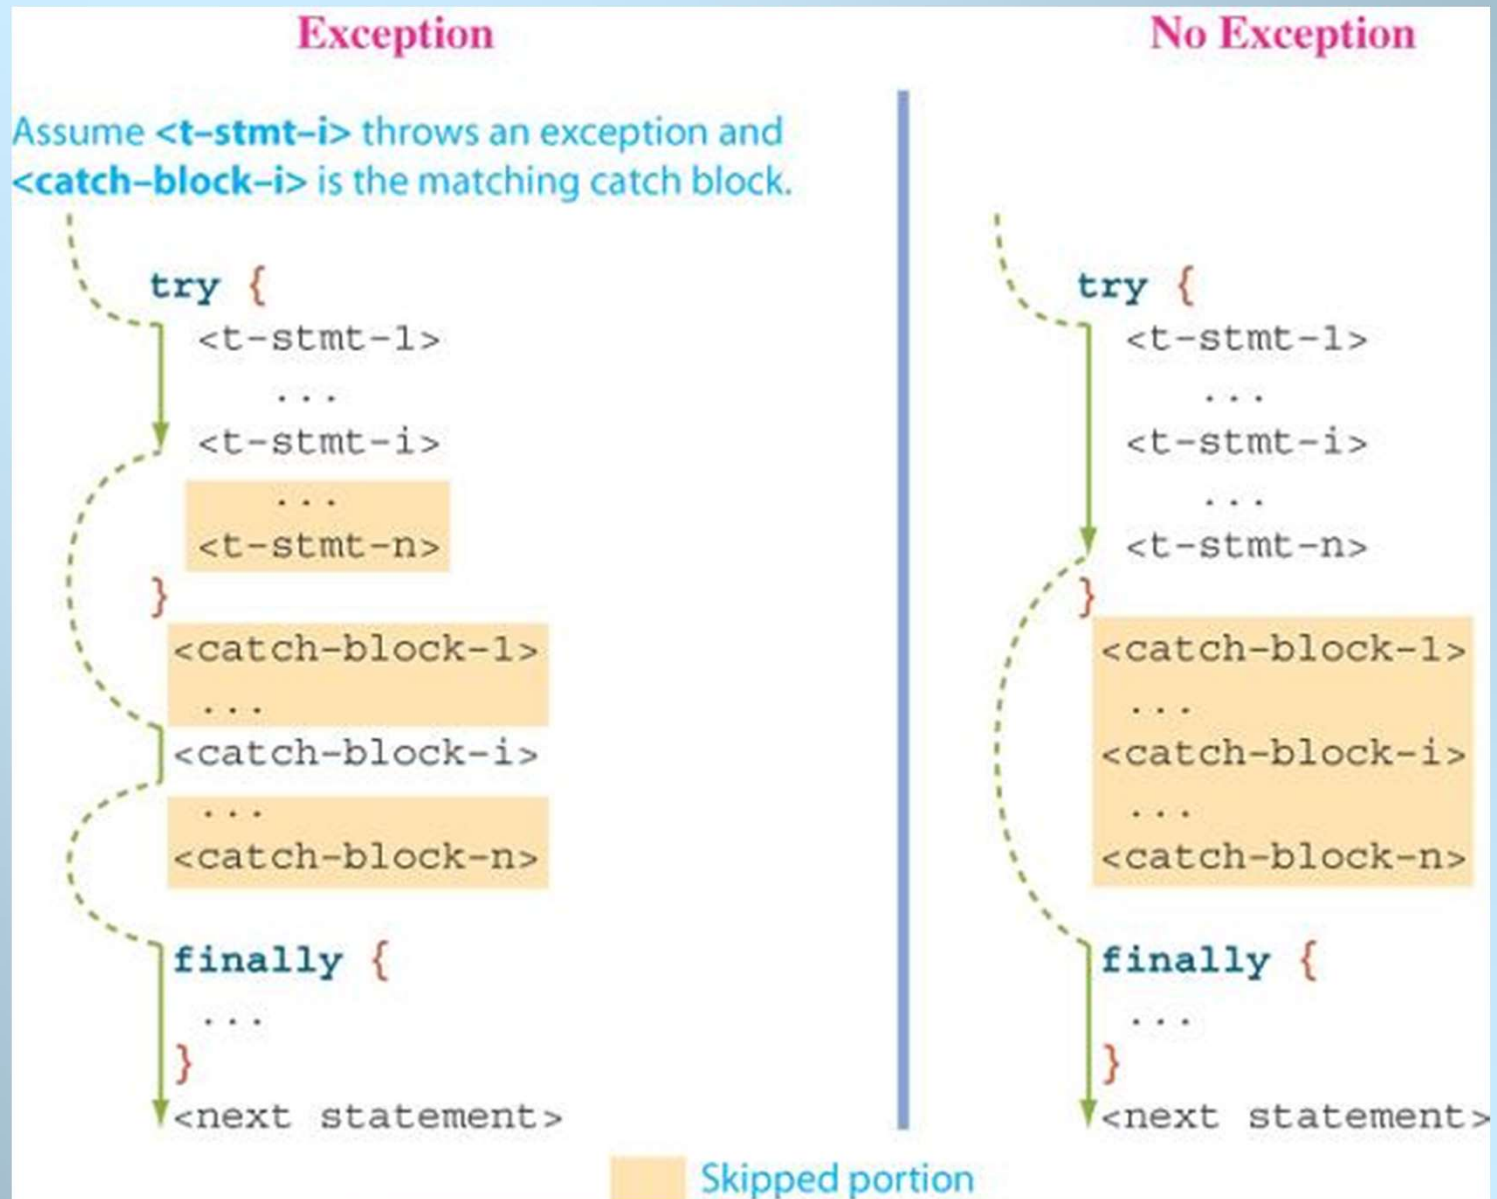 Exception
Assume <t-stmt-i> throws an exception and
<catch-block-i> is the matching catch block.
try {
<t-stmt-1>
...
<t-stmt-i>
...
<t-stmt-n>
}
<catch-block-1>
...
<catch-block-i>
...
<catch-block-n>
finally {
...
}
<next statement>
No Exception
try {
<t-stmt-1>
...
<t-stmt-i>
...
<t-stmt-n>
}
<catch-block-1>
...
<catch-block-i>
...
<catch-block-n>
finally {
...
}
<next statement>
Skipped portion